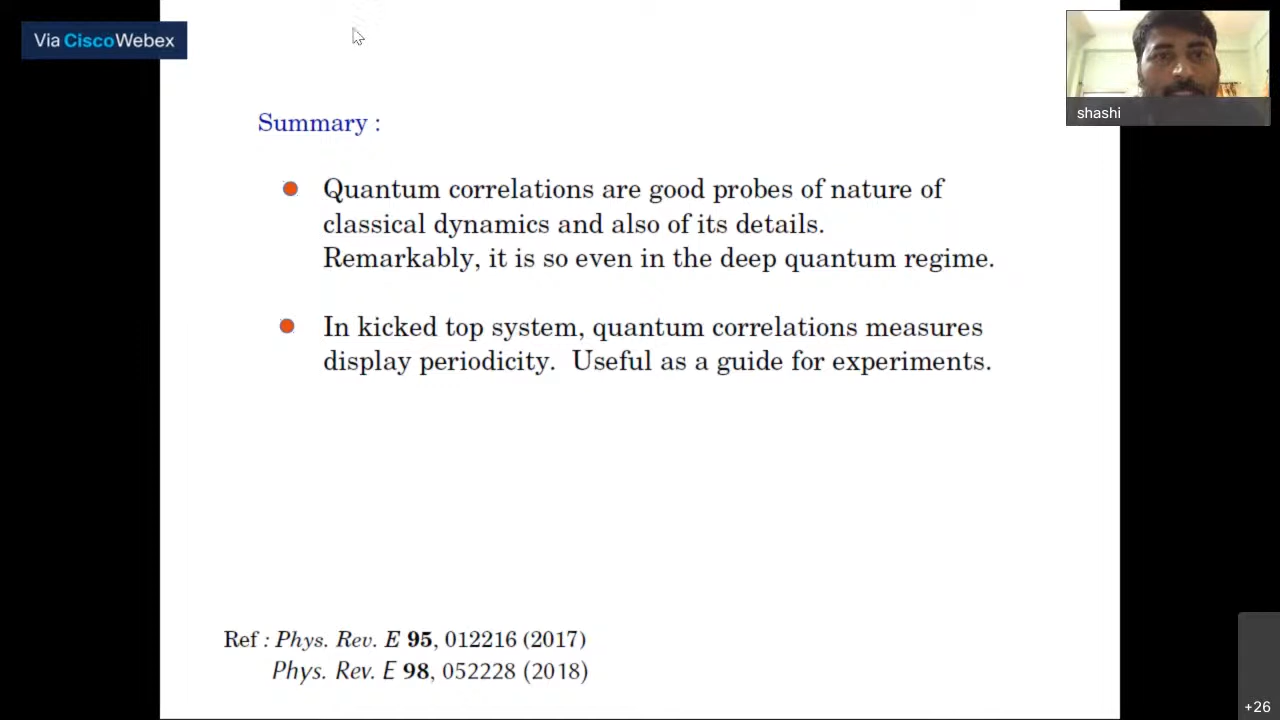 Via CiscoWebex
shashi
Summary :
Quantum correlations are good probes of nature of
classical dynamics and also of its details.
Remarkably, it is so even in the deep quantum regime.
In kicked top system, quantum correlations measures
display periodicity. Useful as a guide for experiments.
Ref : Phys. Rev. E 95, 012216 (2017)
Phys. Rev. E 98, 052228 (2018)
+26